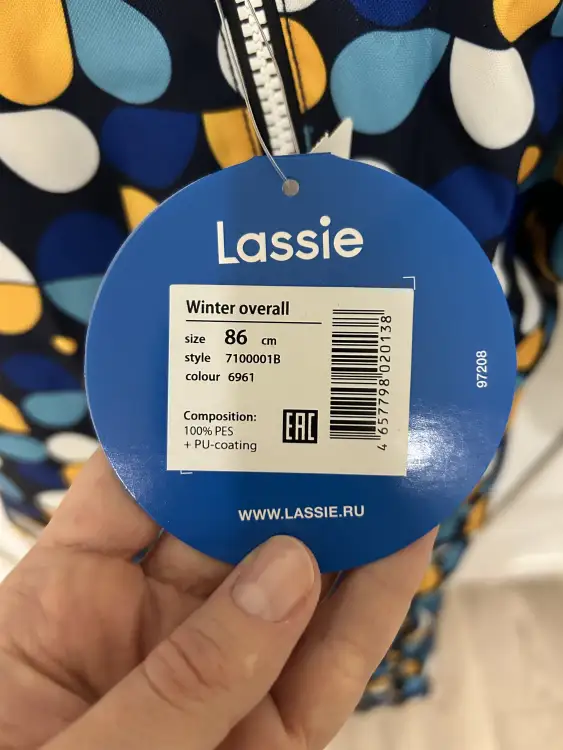 Lassie
Winter overall
size 86 cm
style 7100001B
colour 6961
Composition:
100% PES
+ PU-coating
EAC
4 657798 020138
97208
WWW.LASSIE.RU